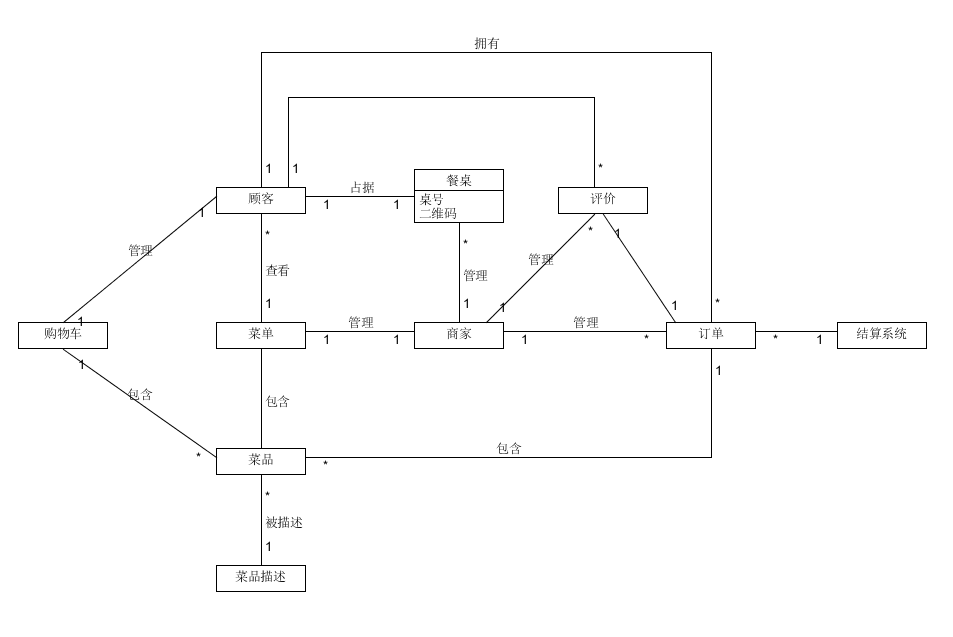 拥有
1
1
*
顾客
占据
1
1
餐桌
桌号
二维码
评价
1
*
*
1
管理
查看
管理
管理
*
1
1
1
1
*
1
购物车
菜单
管理
1
1
商家
管理
1
*
订单
*
1
结算系统
1
1
包含
包含
包含
*
菜品
*
*
被描述
1
菜品描述